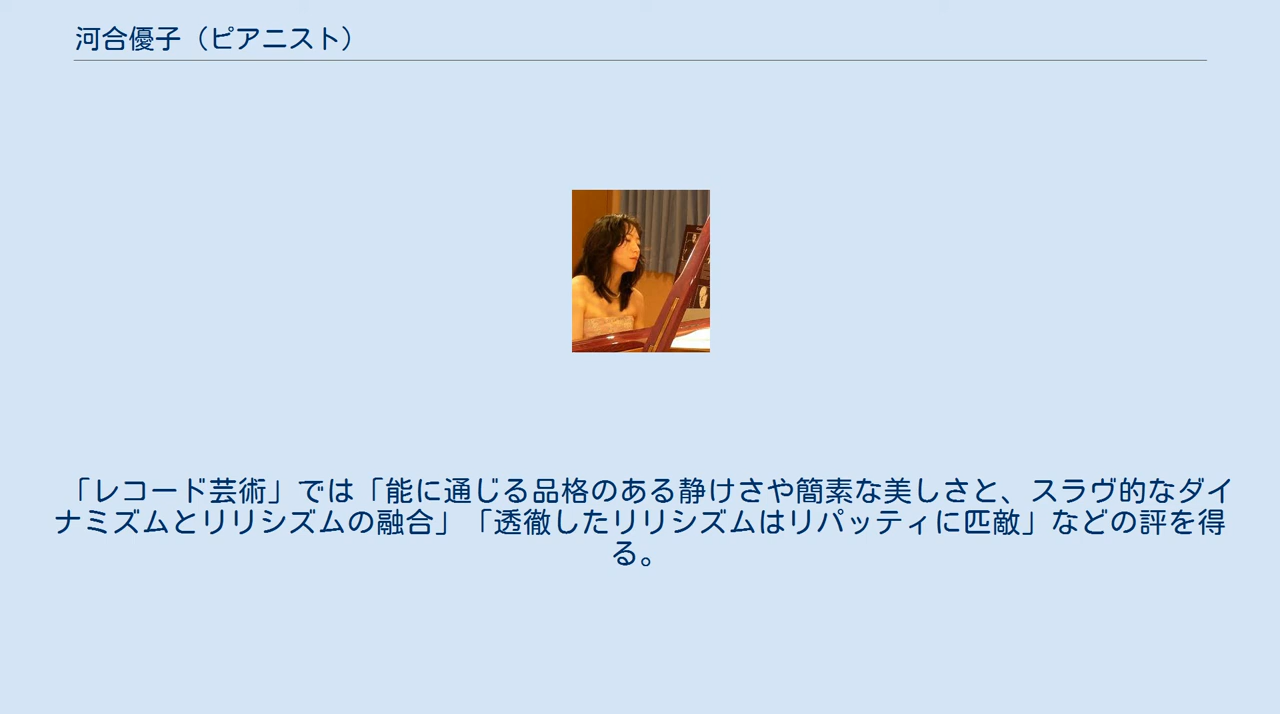 河合優子（ピアニスト）
「レコード芸術」では「能に通じる品格のある静けさや簡素な美しさと、スラヴ的なダイ
ナミズムとリリシズムの融合」「透徹したリリシズムはリパッティに匹敵」などの評を得
る。